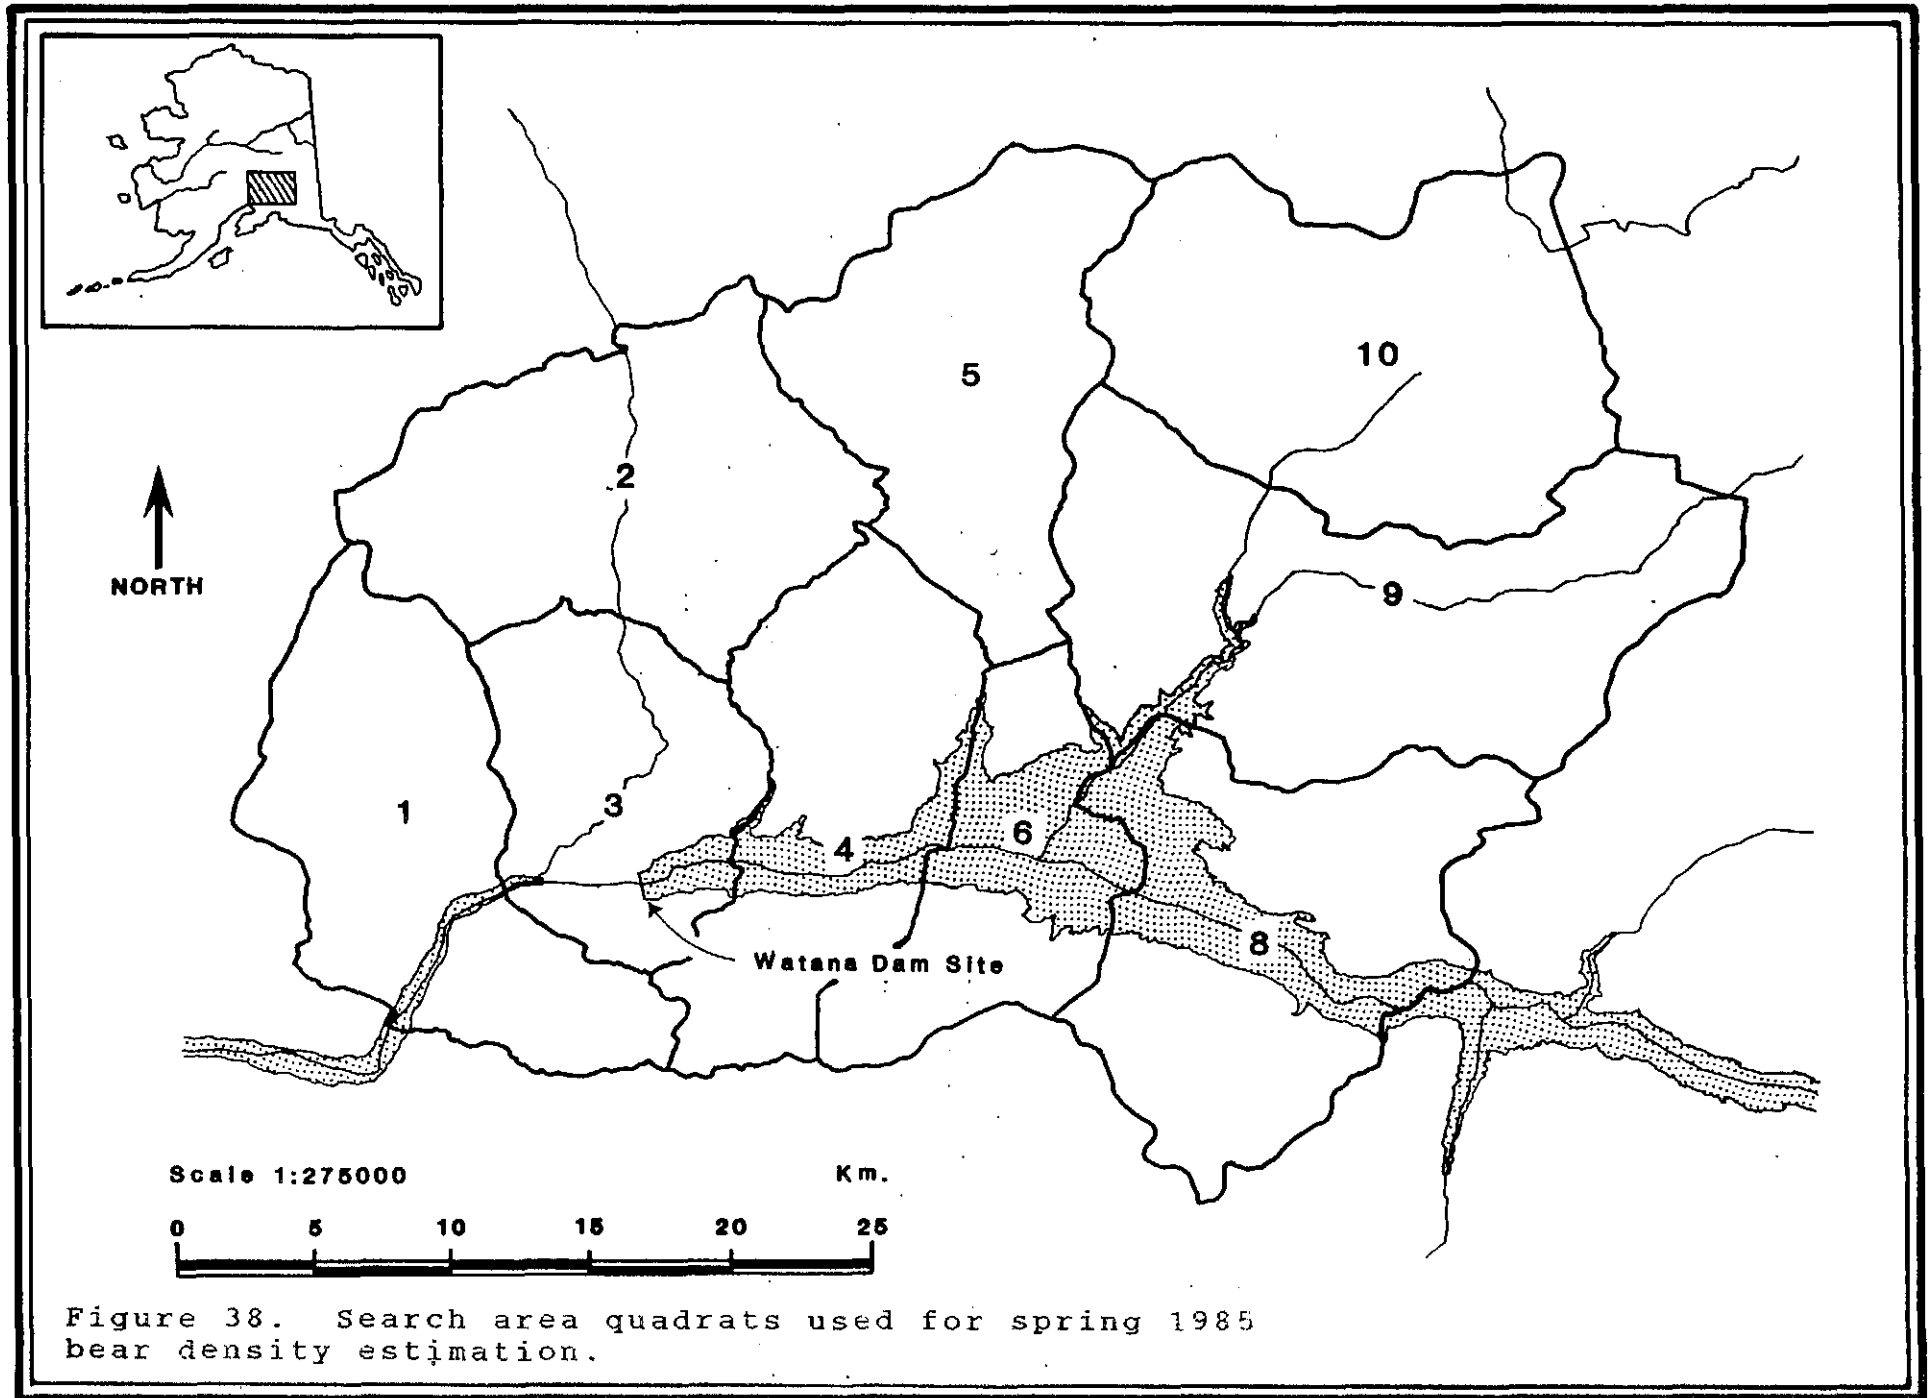 5
10
2
NORTH
9
1
3
4
6
8
Watana Dam Site
Scale 1:275000
Km.
0 5 10 15 20 25
Figure 38. Search area quadrats used for spring 1985
bear density estimation.